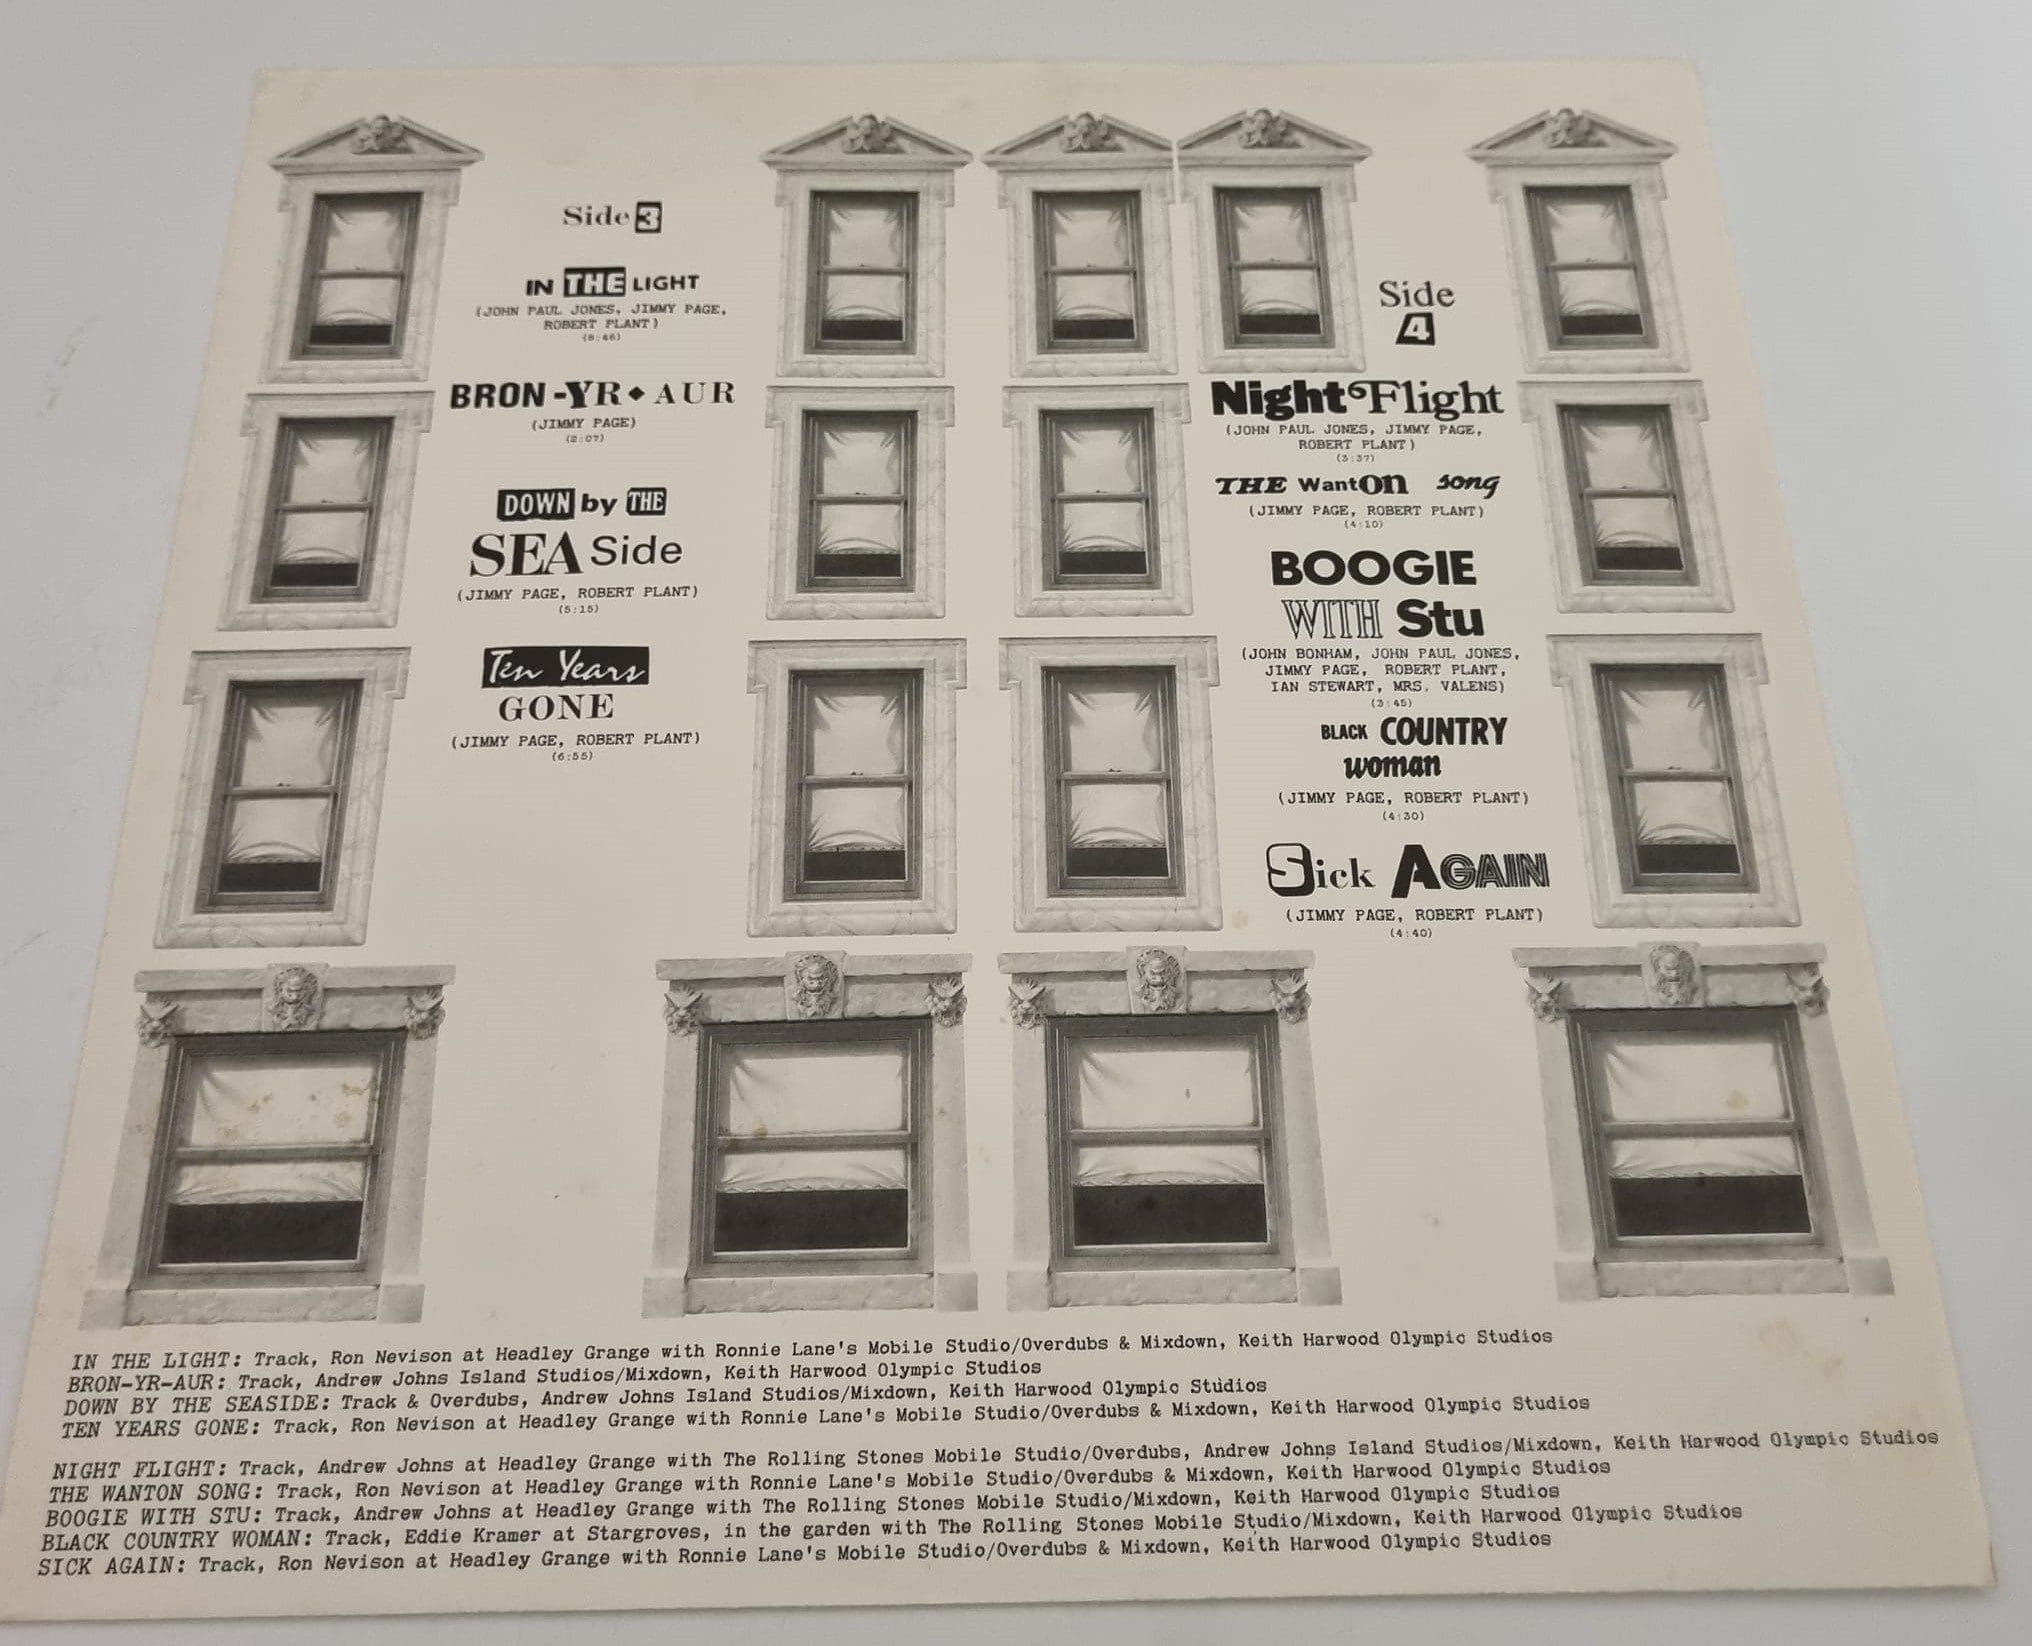 Side 3
IN THE LIGHT
(JOHN PAUL JONES, JIMMY PAGE,
ROBERT PLANT)
(8:46)
BRON-YR◆AUR
(JIMMY PAGE)
(2:07)
DOWN by THE
SEA Side
(JIMMY PAGE, ROBERT PLANT)
(5:15)
Ten Years
GONE
(JIMMY PAGE, ROBERT PLANT)
(6:55)
Side
4
Night Flight
(JOHN PAUL JONES, JIMMY PAGE,
ROBERT PLANT)
(3:37)
THE WantON song
(JIMMY PAGE, ROBERT PLANT)
(4:10)
BOOGIE
WITH Stu
(JOHN BONHAM, JOHN PAUL JONES,
JIMMY PAGE, ROBERT PLANT,
IAN STEWART, MRS. VALENS)
(3:45)
BLACK COUNTRY
woman
(JIMMY PAGE, ROBERT PLANT)
(4:30)
Sick AGAIN
(JIMMY PAGE, ROBERT PLANT)
(4:40)
IN THE LIGHT: Track, Ron Nevison at Headley Grange with Ronnie Lane's Mobile Studio/Overdubs & Mixdown, Keith Harwood Olympic Studios
BRON-YR-AUR: Track, Andrew Johns Island Studios/Mixdown, Keith Harwood Olympic Studios
DOWN BY THE SEASIDE: Track & Overdubs, Andrew Johns Island Studios/Mixdown, Keith Harwood Olympic Studios
TEN YEARS GONE: Track, Ron Nevison at Headley Grange with Ronnie Lane's Mobile Studio/Overdubs & Mixdown, Keith Harwood Olympic Studios
NIGHT FLIGHT: Track, Andrew Johns at Headley Grange with The Rolling Stones Mobile Studio/Overdubs, Andrew Johns Island Studios/Mixdown, Keith Harwood Olympic Studios
THE WANTON SONG: Track, Ron Nevison at Headley Grange with Ronnie Lane's Mobile Studio/Overdubs & Mixdown, Keith Harwood Olympic Studios
BOOGIE WITH STU: Track, Andrew Johns at Headley Grange with The Rolling Stones Mobile Studio/Mixdown, Keith Harwood Olympic Studios
BLACK COUNTRY WOMAN: Track, Eddie Kramer at Stargroves, in the garden with The Rolling Stones Mobile Studio/Mixdown, Keith Harwood Olympic Studios
SICK AGAIN: Track, Ron Nevison at Headley Grange with Ronnie Lane's Mobile Studio/Overdubs & Mixdown, Keith Harwood Olympic Studios